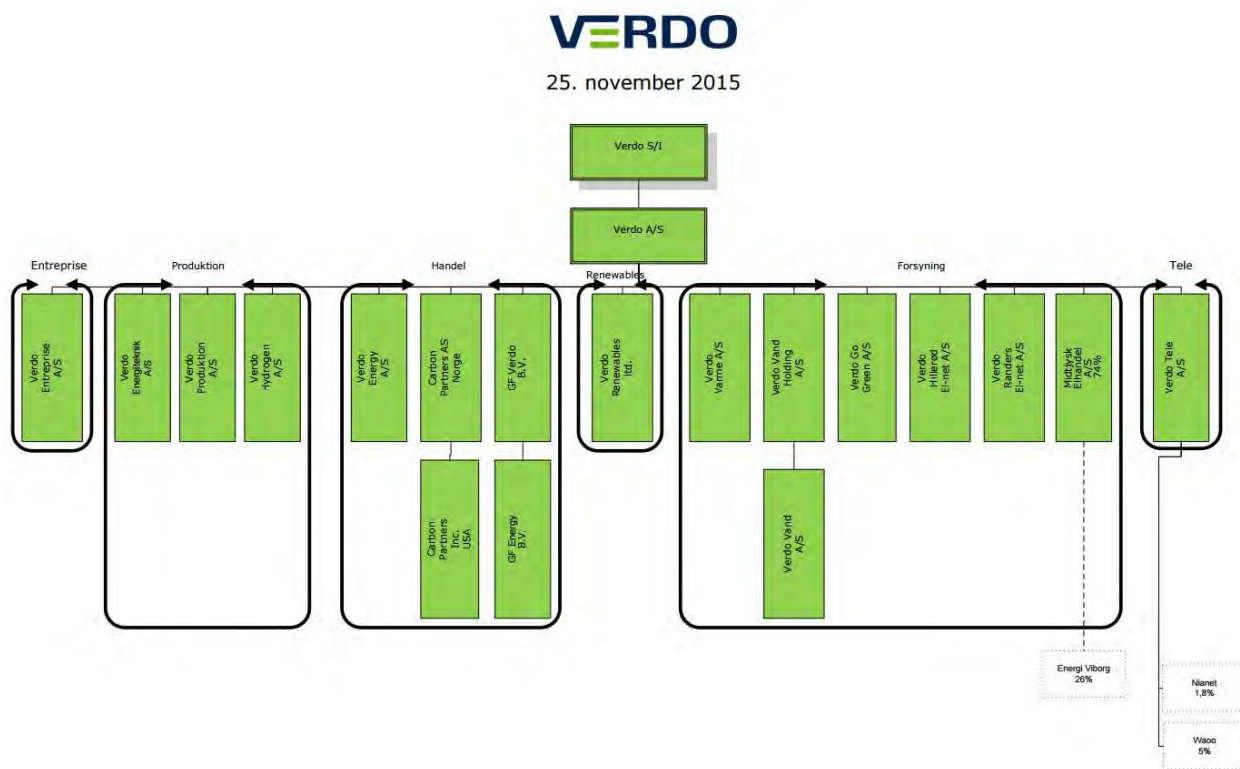 VERDO
25. november 2015
Verdo S/I
Verdo A/S
Entreprise
Produktion
Handel
Renewables
Forsyning
Tele
Verdo
Entreprise
A/S
Verdo
Energiteknik
A/S
Verdo
Produktion
A/S
Verdo
Hydrogen
A/S
Verdo
Energy
A/S
Carbon
Partners AS
Norge
GF Verdo
B.V.
Verdo
Renewables
ltd.
Verdo
Varme A/S
Verdo Vand
Holding
A/S
Verdo Go
Green A/S
Verdo
Hillerød
El-net A/S
Verdo
Randers
El-net A/S
Midtjysk
Elhandel
A/S
74%
Verdo Tele
A/S
Carbon
Partners
Inc.
USA
GF Energy
B.V.
Verdo Vand
A/S
Energi Viborg
26%
Nianet
1,8%
Waoo
5%